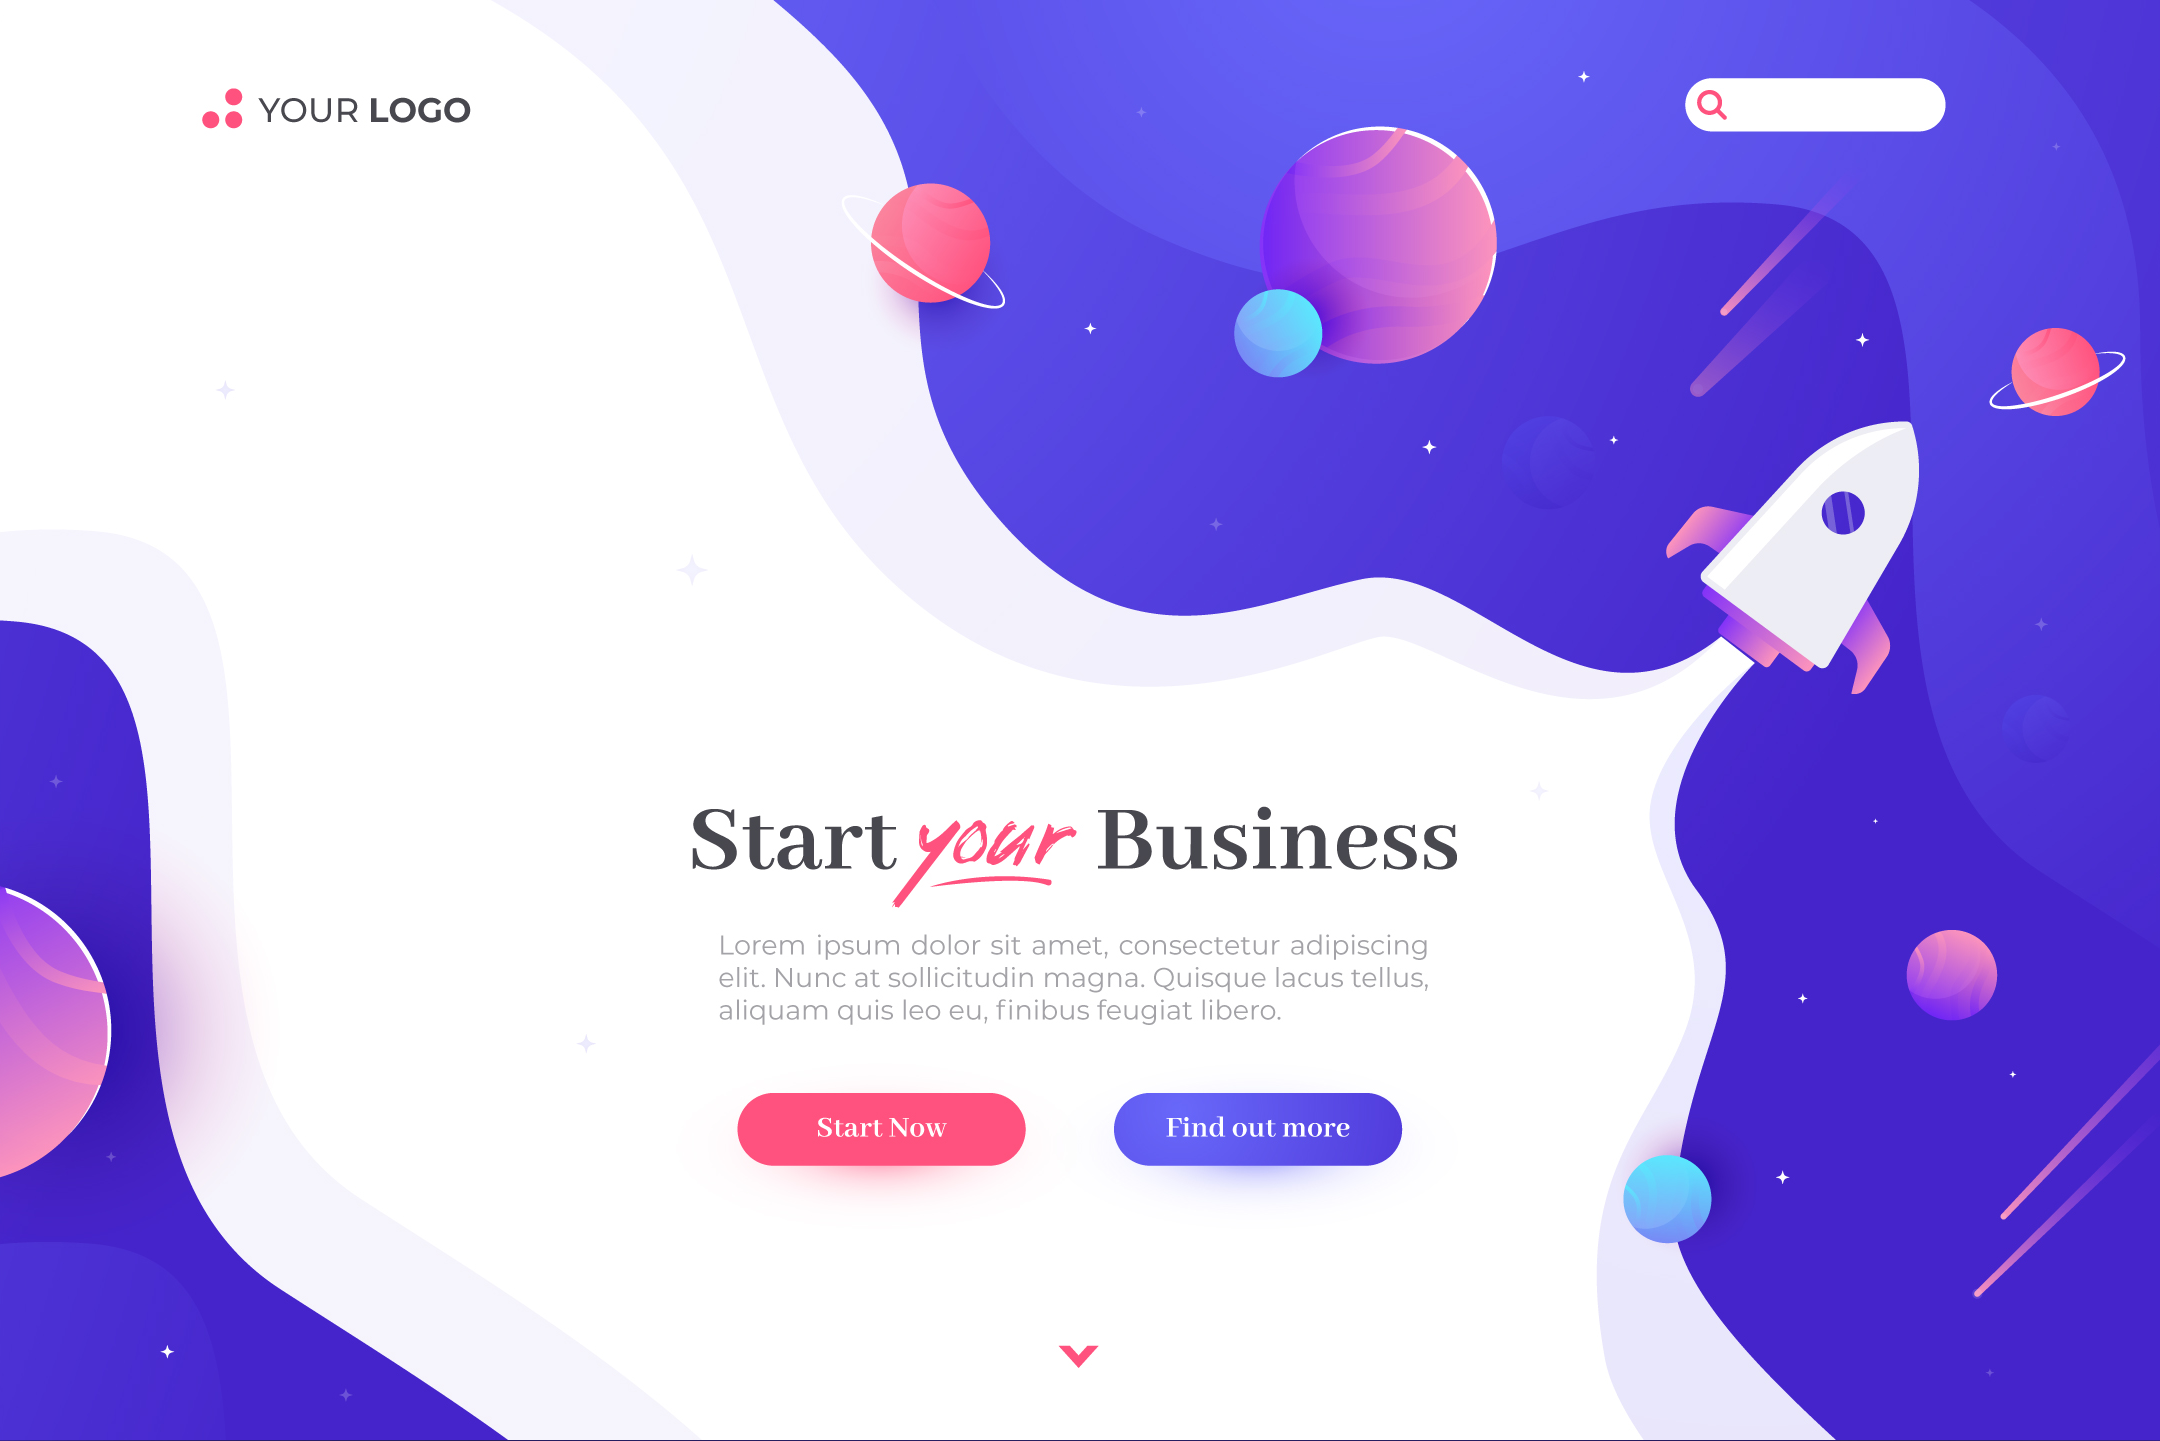 YOUR LOGO
Start your Business
Lorem ipsum dolor sit amet, consectetur adipiscing
elit. Nunc at sollicitudin magna. Quisque lacus tellus,
aliquam quis leo eu, finibus feugiat libero.
Start Now
Find out more